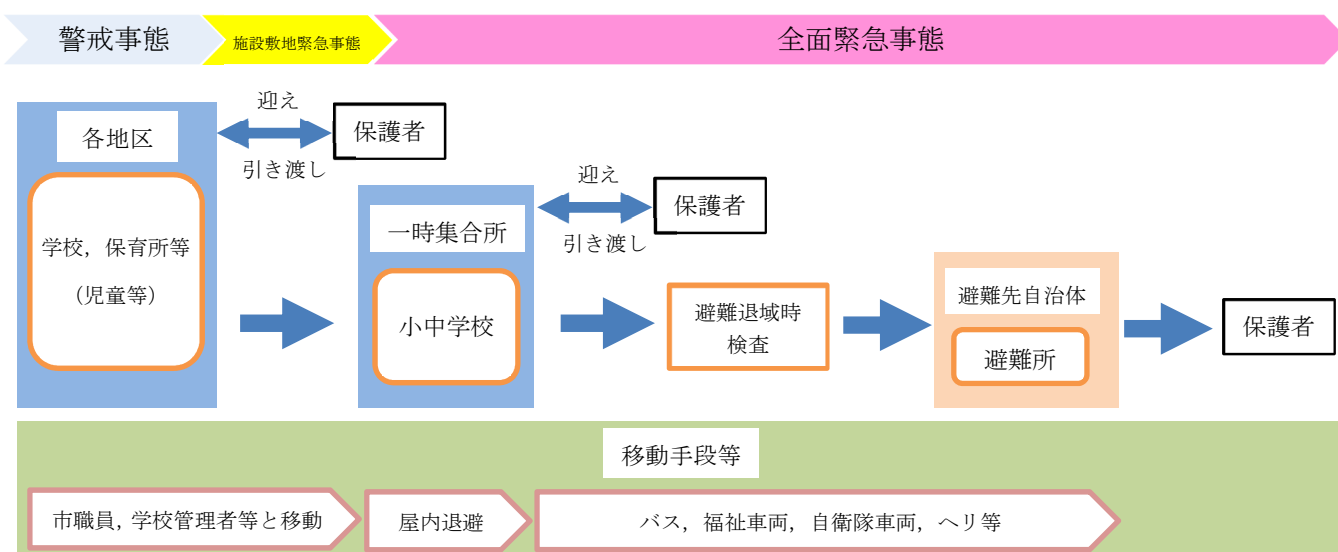 警戒事態
施設敷地緊急事態
全面緊急事態
各地区
学校，保育所等
（児童等）
迎え
引き渡し
保護者
一時集合所
小中学校
迎え
引き渡し
保護者
避難退域時
検査
避難先自治体
避難所
保護者
移動手段等
市職員，学校管理者等と移動
屋内退避
バス，福祉車両，自衛隊車両，ヘリ等